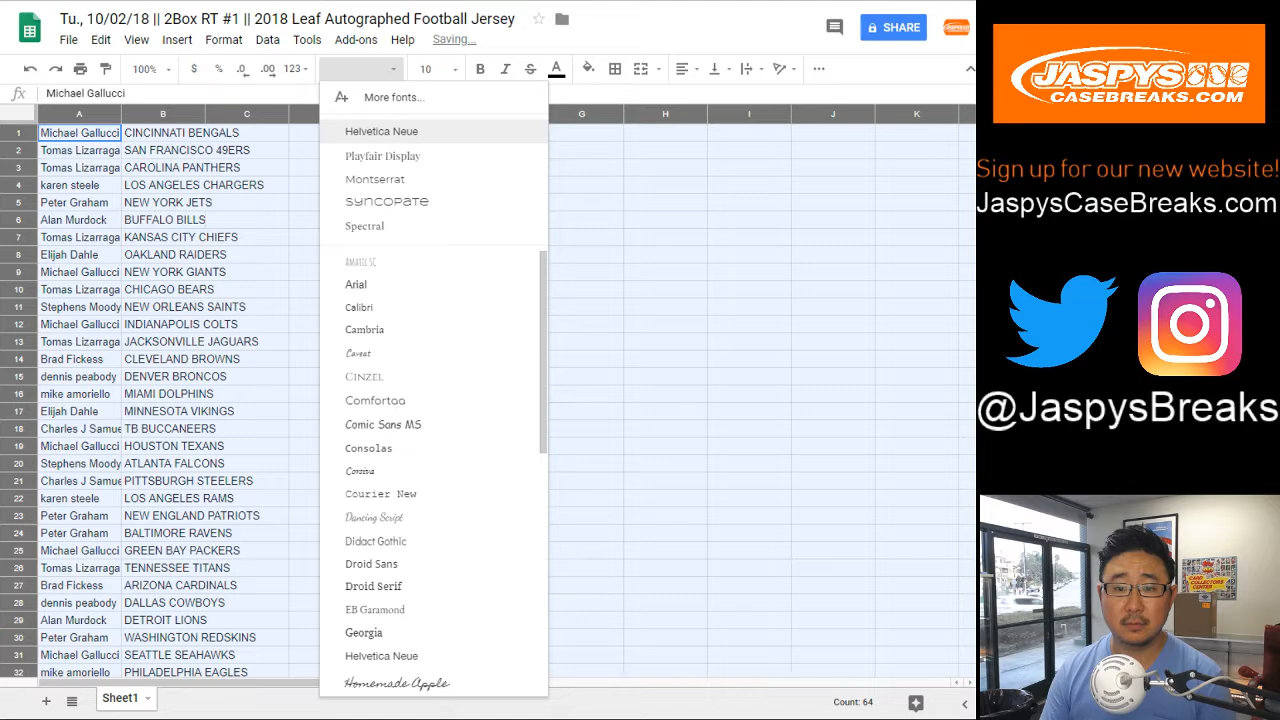 Tu., 10/02/18 || 2Box RT #1 || 2018 Leaf Autographed Football Jersey
File Edit View Insert Format Tools Add-ons Help Saving...
SHARE
100% $ % .0 .00 123 10 B I S A
fx Michael Gallucci
More fonts...
A B C G H I J K
1 Michael Gallucci CINCINNATI BENGALS
2 Tomas Lizarraga SAN FRANCISCO 49ERS
3 Tomas Lizarraga CAROLINA PANTHERS
4 karen steele LOS ANGELES CHARGERS
5 Peter Graham NEW YORK JETS
6 Alan Murdock BUFFALO BILLS
7 Tomas Lizarraga KANSAS CITY CHIEFS
8 Elijah Dahle OAKLAND RAIDERS
9 Michael Gallucci NEW YORK GIANTS
10 Tomas Lizarraga CHICAGO BEARS
11 Stephens Moody NEW ORLEANS SAINTS
12 Michael Gallucci INDIANAPOLIS COLTS
13 Tomas Lizarraga JACKSONVILLE JAGUARS
14 Brad Fickess CLEVELAND BROWNS
15 dennis peabody DENVER BRONCOS
16 mike amoriello MIAMI DOLPHINS
17 Elijah Dahle MINNESOTA VIKINGS
18 Charles J Samue TB BUCCANEERS
19 Michael Gallucci HOUSTON TEXANS
20 Stephens Moody ATLANTA FALCONS
21 Charles J Samue PITTSBURGH STEELERS
22 karen steele LOS ANGELES RAMS
23 Peter Graham NEW ENGLAND PATRIOTS
24 Peter Graham BALTIMORE RAVENS
25 Michael Gallucci GREEN BAY PACKERS
26 Tomas Lizarraga TENNESSEE TITANS
27 Brad Fickess ARIZONA CARDINALS
28 dennis peabody DALLAS COWBOYS
29 Alan Murdock DETROIT LIONS
30 Peter Graham WASHINGTON REDSKINS
31 Michael Gallucci SEATTLE SEAHAWKS
32 mike amoriello PHILADELPHIA EAGLES
Helvetica Neue
Playfair Display
Montserrat
Syncopate
Spectral
Amatic SC
Arial
Calibri
Cambria
Caveat
Cinzel
Comfortaa
Comic Sans MS
Consolas
Corsiva
Courier New
Dancing Script
Didact Gothic
Droid Sans
Droid Serif
EB Garamond
Georgia
Helvetica Neue
Homemade Apple
Sheet1
Count: 64
JASPYS
CASEBREAKS.COM
Sign up for our new website!
JaspysCaseBreaks.com
@JaspysBreaks
CARD
COLLECTORS
CENTER